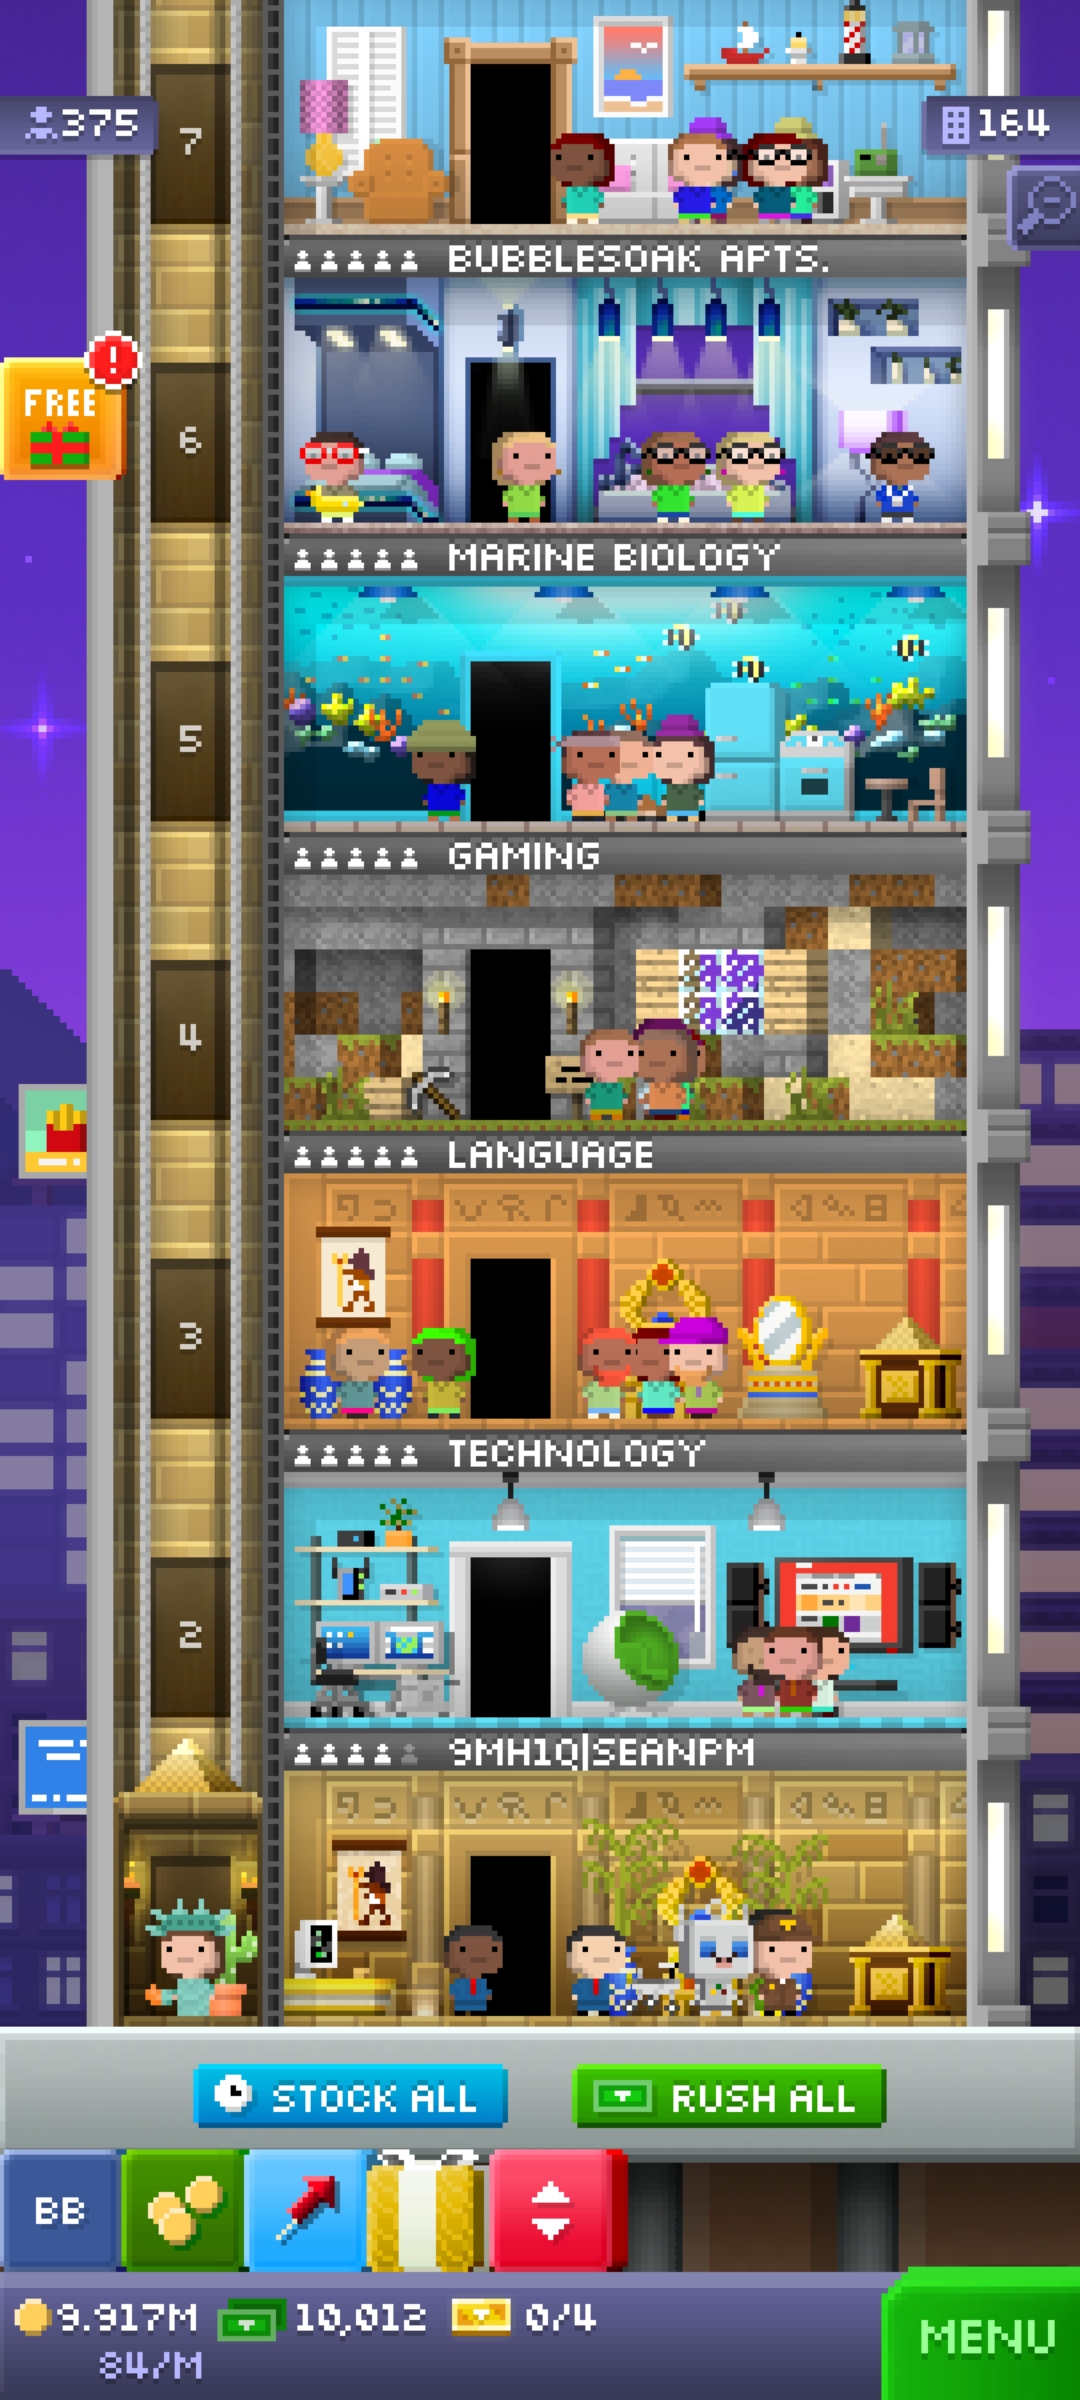 7
375
164
BUBBLESOAK APTS.
FREE
!
6
MARINE BIOLOGY
5
GAMING
4
LANGUAGE
3
TECHNOLOGY
2
9MH1Q|SEANPM
STOCK ALL
RUSH ALL
BB
9.917M
10,012
0/4
84/M
MENU